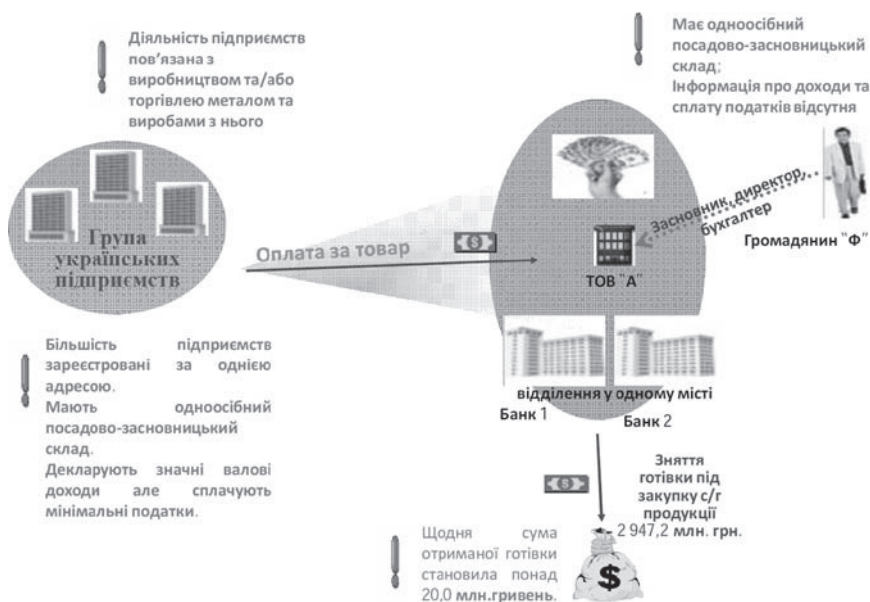 Діяльність підприємств
пов’язана з
виробництвом та/або
торгівлею металом та
виробами з нього
Має одноосібний
посадово-засновницький
склад;
Інформація про доходи та
сплату податків відсутня
Група
українських
підприємств
Оплата за товар
$
Засновник, директор,
бухгалтер
Громадянин "Ф"
ТОВ "А"
Більшість підприємств
зареєстровані за однією
адресою.
Мають одноосібний
посадово-засновницький
склад.
Декларують значні валові
доходи але сплачують
мінімальні податки.
відділення у одному місті
Банк 1
Банк 2
$
Зняття
готівки під
закупку с/г
продукції
2 947,2 млн. грн.
Щодня сума
отриманої готівки
становила понад
20,0 млн.гривень.
$